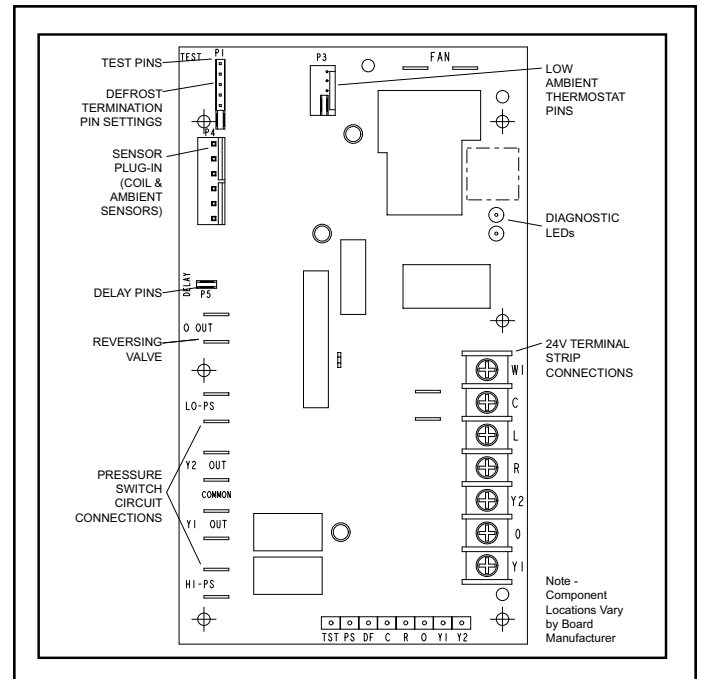 TEST PINS
DEFROST
TERMINATION
PIN SETTINGS
SENSOR
PLUG-IN
(COIL &
AMBIENT
SENSORS)
DELAY PINS
REVERSING
VALVE
PRESSURE
SWITCH
CIRCUIT
CONNECTIONS
TEST
P1
P4
DELAY
P5
O OUT
LO-PS
Y2 OUT
COMMON
Y1 OUT
HI-PS
P3
FAN
LOW
AMBIENT
THERMOSTAT
PINS
DIAGNOSTIC
LEDs
24V TERMINAL
STRIP
CONNECTIONS
W1
C
L
R
Y2
O
Y1
Note -
Component
Locations Vary
by Board
Manufacturer
TST PS DF C R O Y1 Y2